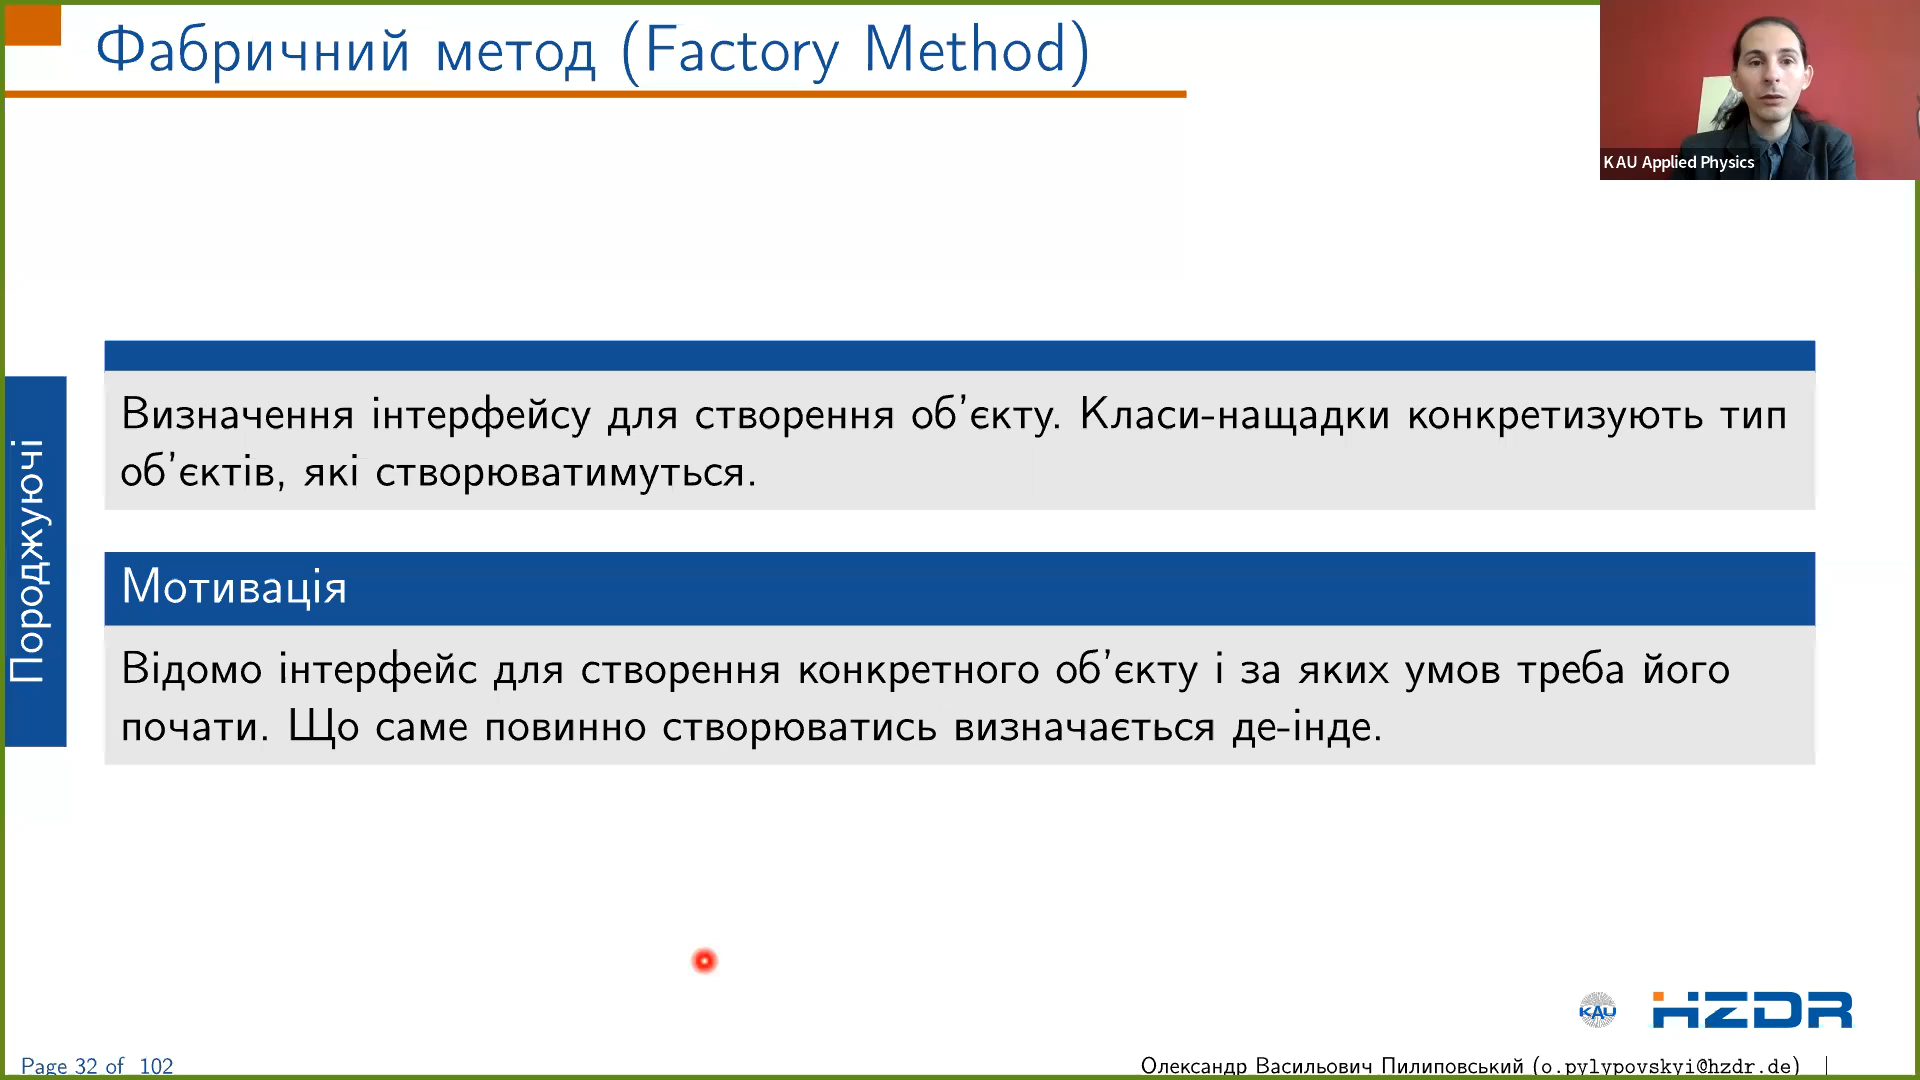 Фабричний метод (Factory Method)
KAU Applied Physics
Породжуючі
Визначення інтерфейсу для створення об’єкту. Класи-нащадки конкретизують тип
об’єктів, які створюватимуться.
Мотивація
Відомо інтерфейс для створення конкретного об’єкту і за яких умов треба його
почати. Що саме повинно створюватись визначається де-інде.
KAU
HZDR
Page 32 of 102
Олександр Васильович Пилиповський (o.pylypovskyi@hzdr.de) |